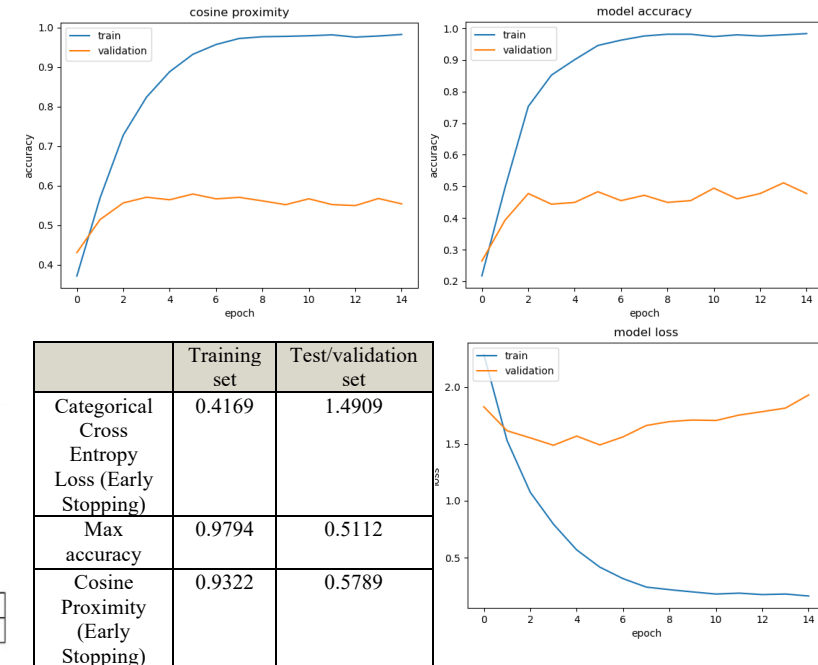 cosine proximity
1.0
0.9
0.8
0.7
0.6
0.5
0.4
accuracy
train
validation
0 2 4 6 8 10 12 14
epoch
model accuracy
1.0
0.9
0.8
0.7
0.6
0.5
0.4
0.3
0.2
accuracy
train
validation
0 2 4 6 8 10 12 14
epoch
Training Test/validation
set set
Categorical 0.4169 1.4909
Cross
Entropy
Loss (Early
Stopping)
Max 0.9794 0.5112
accuracy
Cosine 0.9322 0.5789
Proximity
(Early
Stopping)
model loss
2.0
1.5
1.0
0.5
loss
train
validation
0 2 4 6 8 10 12 14
epoch